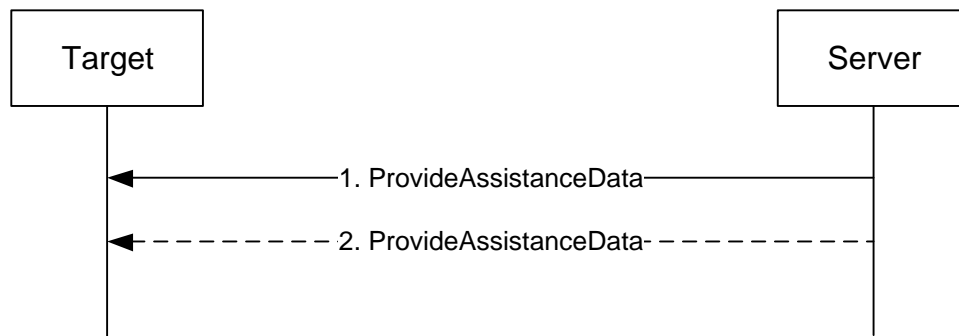 Target
Server
1. ProvideAssistanceData
2. ProvideAssistanceData